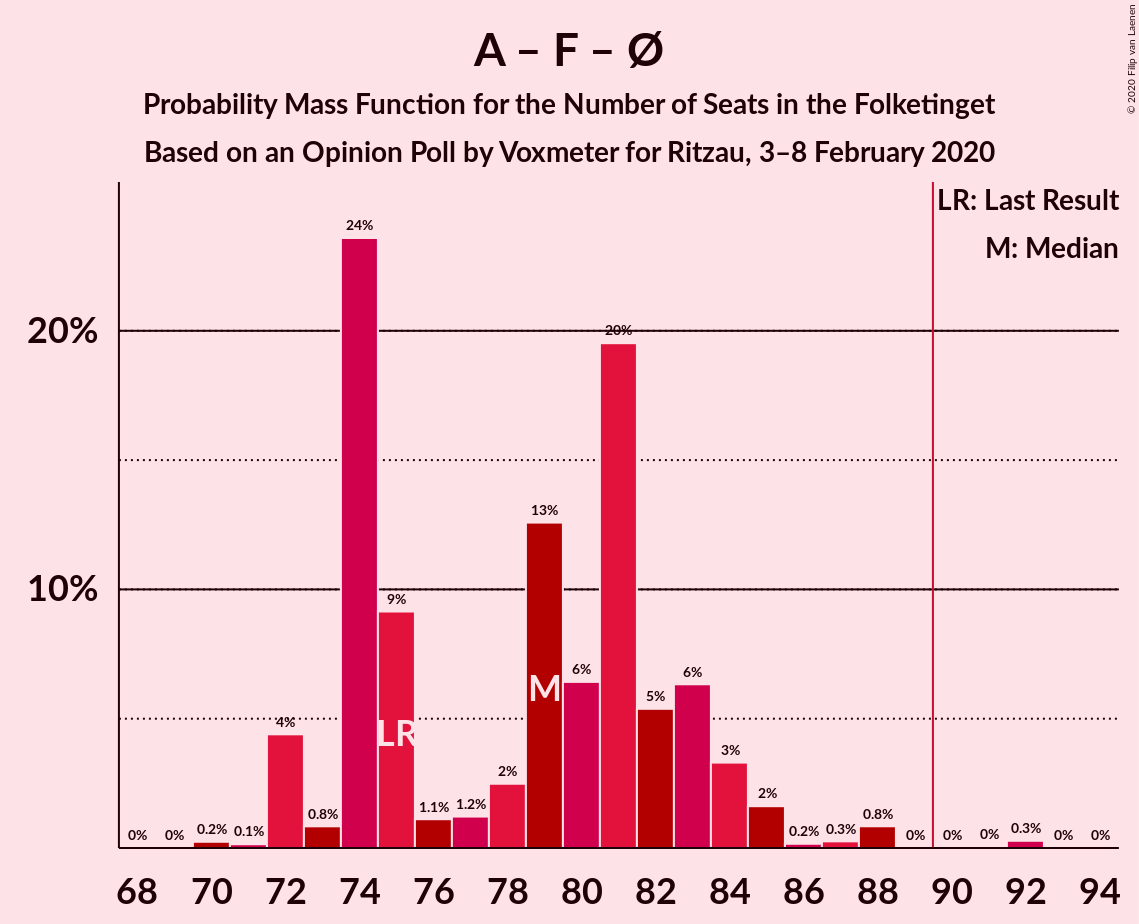 A – F – Ø
Probability Mass Function for the Number of Seats in the Folketinget
Based on an Opinion Poll by Voxmeter for Ritzau, 3–8 February 2020
© 2020 Filip van Laenen
LR: Last Result
M: Median
20%
10%
0% 0% 0.2% 0.1% 4% 0.8% 24% 9% 1.1% 1.2% 2% 13% 6% 20% 5% 6% 3% 2% 0.2% 0.3% 0.8% 0% 0% 0% 0.3% 0% 0%
LR M
68 70 72 74 76 78 80 82 84 86 88 90 92 94